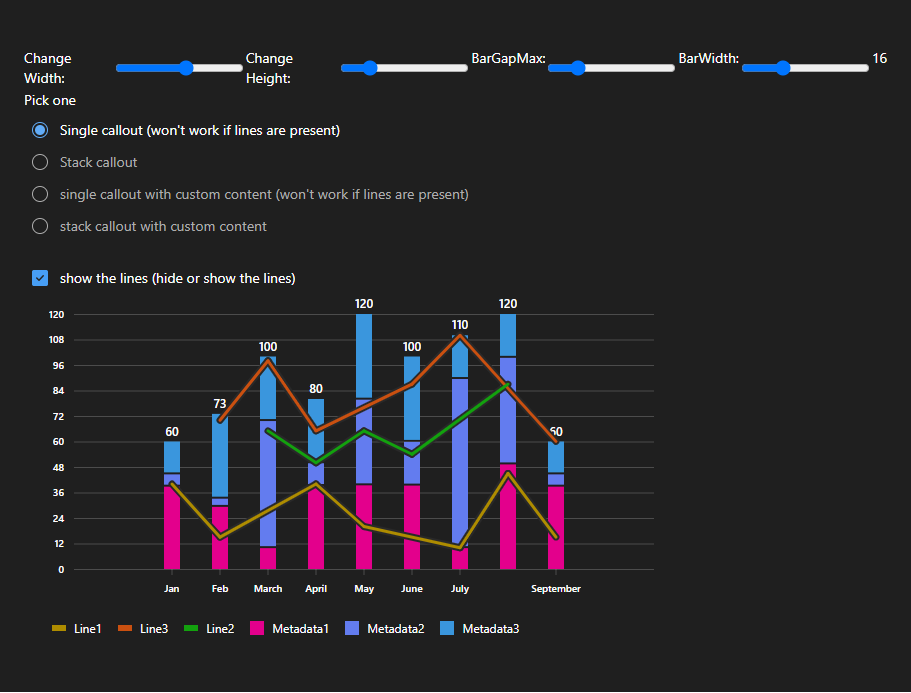 Change Width:
Change Height:
BarGapMax:
BarWidth:
16
Pick one
Single callout (won't work if lines are present)
Stack callout
single callout with custom content (won't work if lines are present)
stack callout with custom content
show the lines (hide or show the lines)
120
108
96
84
72
60
48
36
24
12
0
60
73
100
80
120
100
110
120
60
Jan Feb March April May June July September
Line1 Line3 Line2 Metadata1 Metadata2 Metadata3